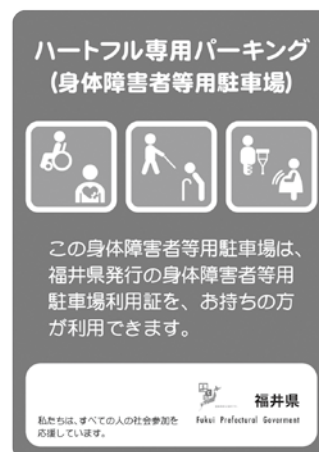 ハートフル専用パーキング
(身体障害者等用駐車場)
この身体障害者等用駐車場は、
福井県発行の身体障害者等用
駐車場利用証を、お持ちの方
が利用できます。
私たちは、すべての人の社会参加を
応援しています。
福井県
Fukui Prefectural Goverment